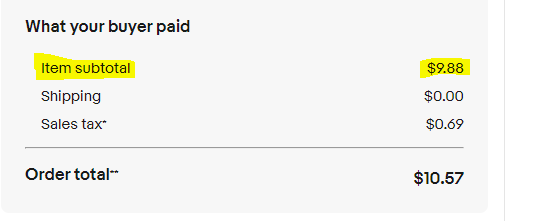 What your buyer paid
Item subtotal $9.88
Shipping $0.00
Sales tax* $0.69
Order total** $10.57